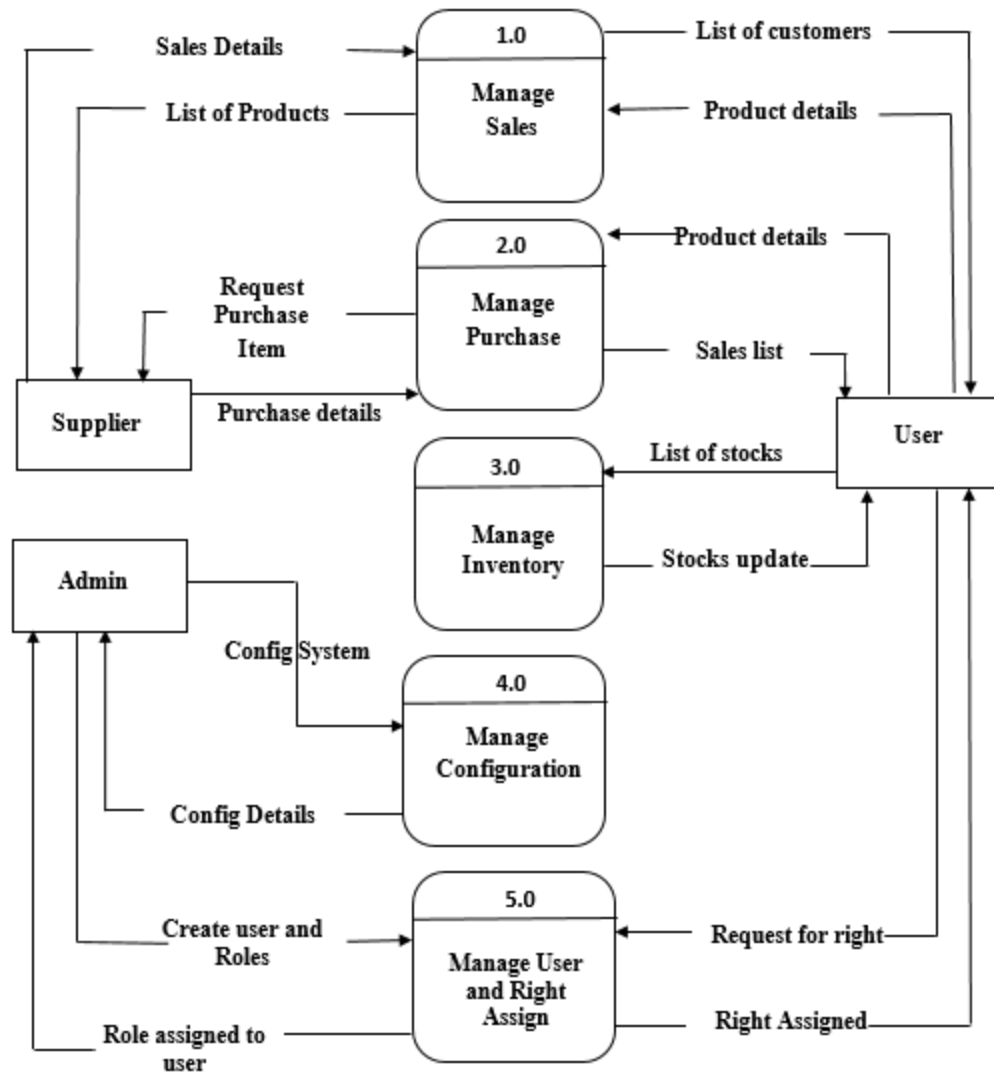 1.0
List of customers
Sales Details
Manage
Sales
List of Products
Product details
2.0
Product details
Request
Purchase
Item
Manage
Purchase
Sales list
Supplier
Purchase details
User
3.0
List of stocks
Manage
Inventory
Stocks update
Admin
Config System
4.0
Manage
Configuration
Config Details
5.0
Create user and
Roles
Request for right
Manage User
and Right
Assign
Role assigned to
user
Right Assigned